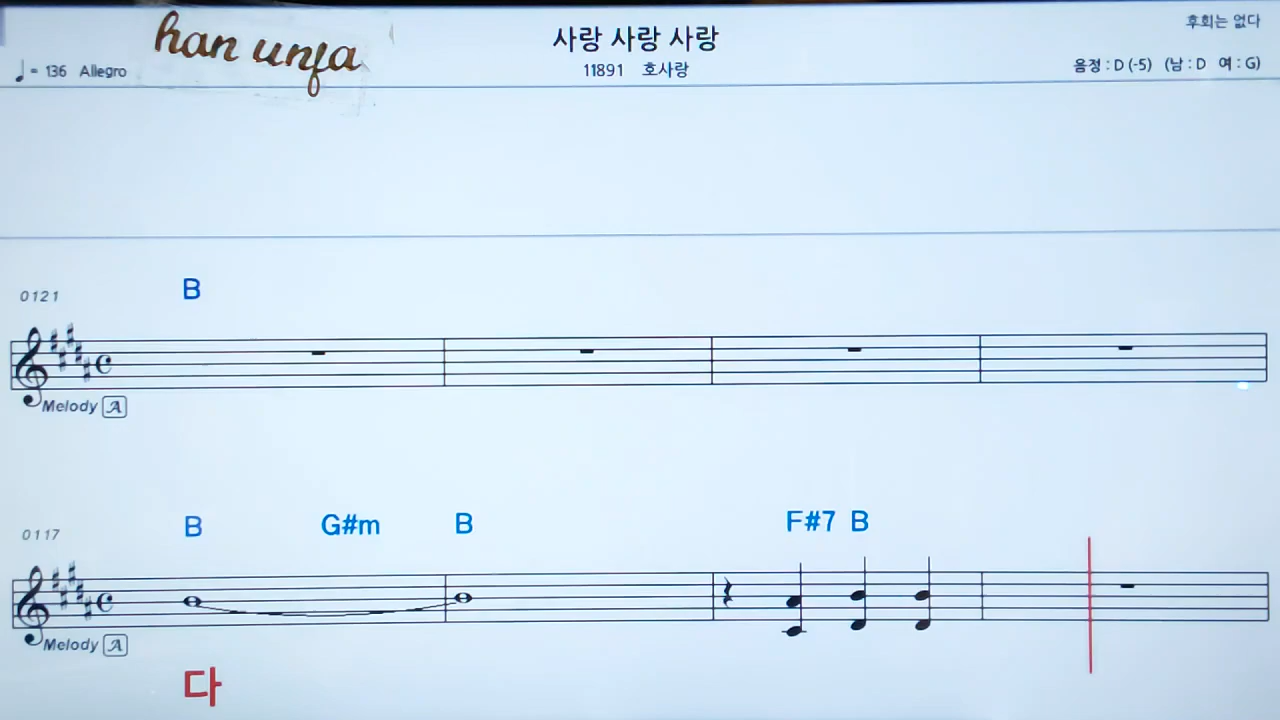 han unfa
사랑 사랑 사랑
후회는 없다
= 136 Allegro
11891 호사랑
음정 : D (-5) (남 : D 여 : G)
0121
B
Melody A
0117
B G#m B F#7 B
Melody A
다